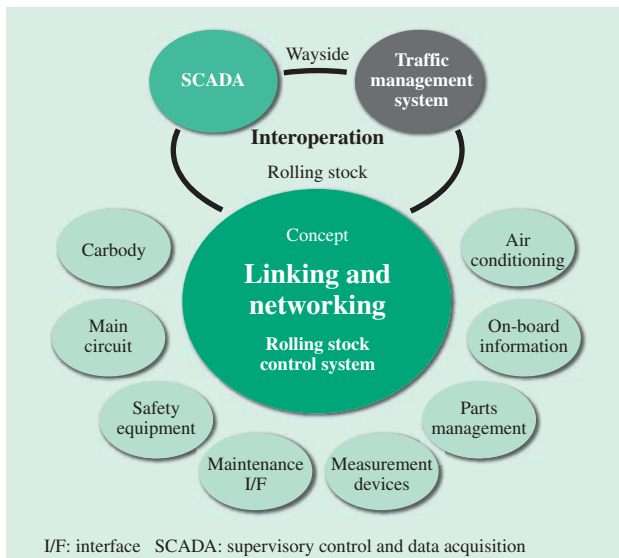 Wayside
SCADA
Traffic
management
system
Interoperation
Rolling stock
Concept
Linking and
networking
Rolling stock
control system
Carbody
Main
circuit
Safety
equipment
Maintenance
I/F
Measurement
devices
Parts
management
On-board
information
Air
conditioning
I/F: interface SCADA: supervisory control and data acquisition